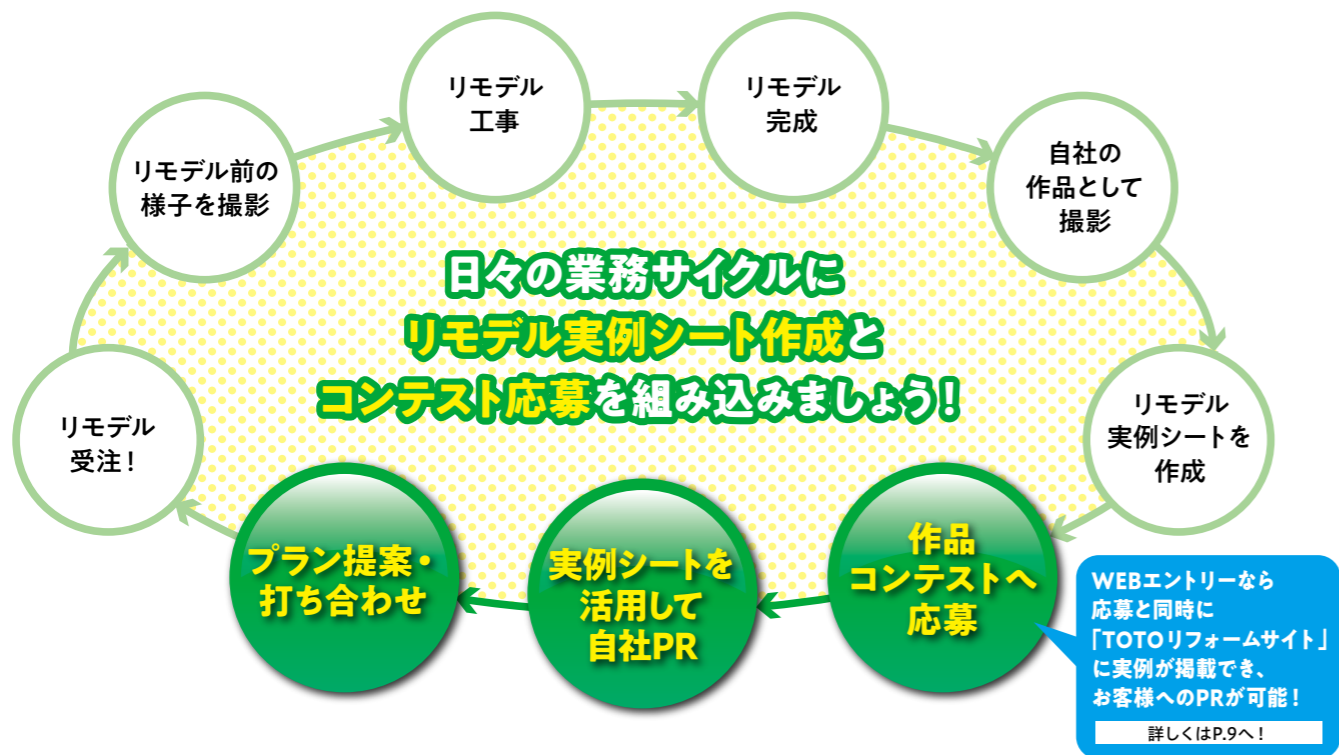 日々の業務サイクルに
リモデル実例シート作成と
コンテスト応募を組み込みましょう！
リモデル
受注！
リモデル前の
様子を撮影
リモデル
工事
リモデル
完成
自社の
作品として
撮影
リモデル
実例シートを
作成
作品
コンテストへ
応募
実例シートを
活用して
自社PR
プラン提案・
打ち合わせ
WEBエントリーなら
応募と同時に
「TOTOリフォームサイト」
に実例が掲載でき、
お客様へのPRが可能！
詳しくはP.9へ！